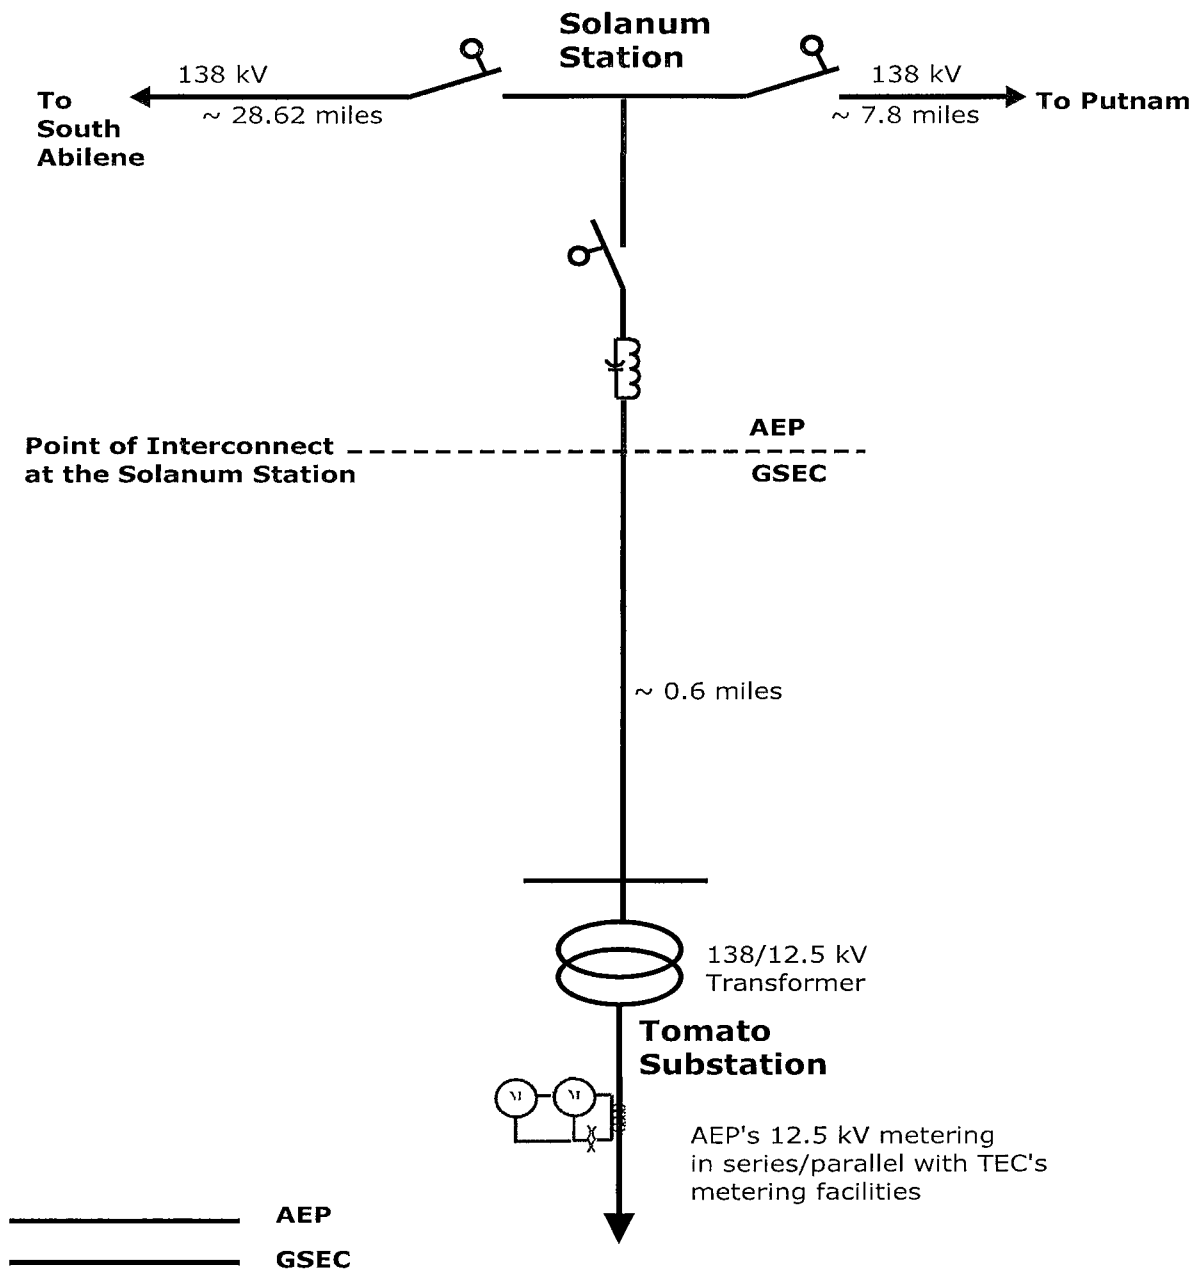 Solanum
Station
138 kV
138 kV
To
South
Abilene
~ 28.62 miles
~ 7.8 miles
To Putnam
Point of Interconnect
at the Solanum Station
AEP
GSEC
~ 0.6 miles
138/12.5 kV
Transformer
Tomato
Substation
M
M
AEP's 12.5 kV metering
in series/parallel with TEC's
metering facilities
AEP
GSEC